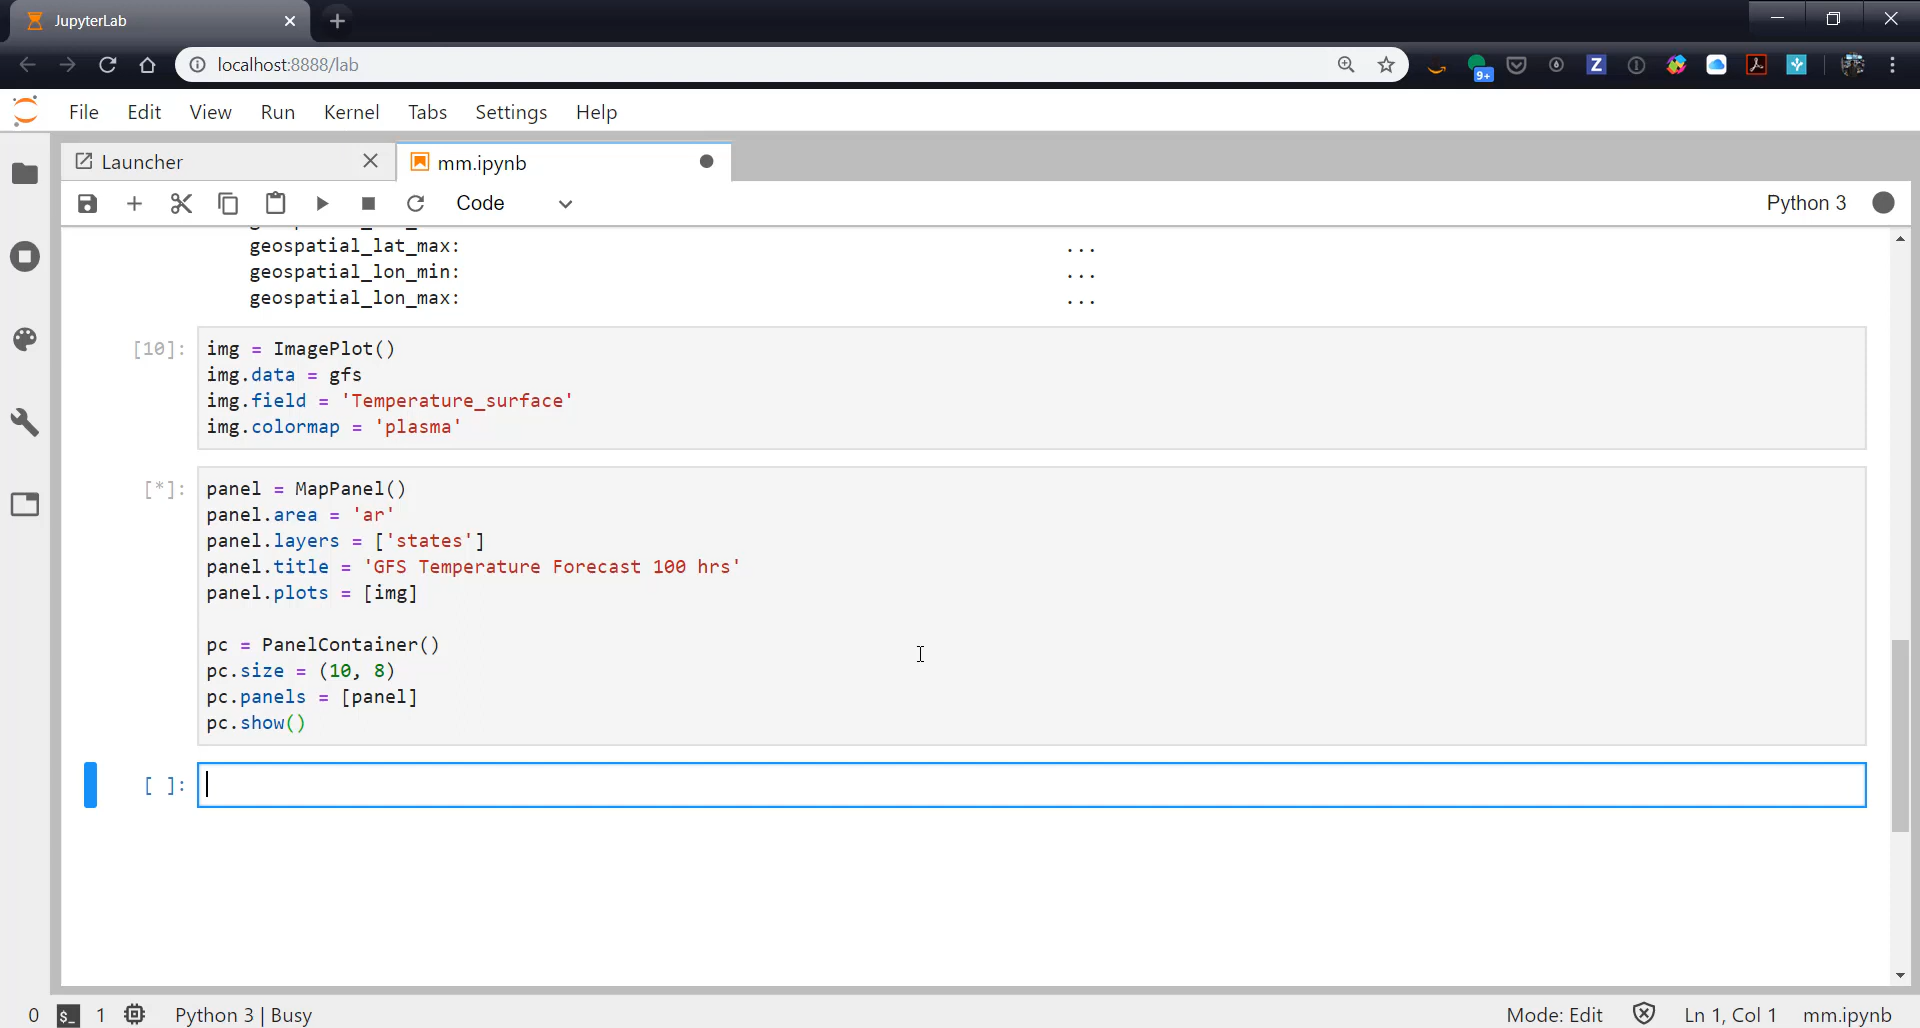 JupyterLab
localhost:8888/lab
9+
Z
File Edit View Run Kernel Tabs Settings Help
Launcher
mm.ipynb
Code
Python 3
geospatial_lat_max: ...
geospatial_lon_min: ...
geospatial_lon_max: ...
[10]: img = ImagePlot()
img.data = gfs
img.field = 'Temperature_surface'
img.colormap = 'plasma'
[*]: panel = MapPanel()
panel.area = 'ar'
panel.layers = ['states']
panel.title = 'GFS Temperature Forecast 100 hrs'
panel.plots = [img]
pc = PanelContainer()
pc.size = (10, 8)
pc.panels = [panel]
pc.show()
[ ]:
0 $_ 1 Python 3 | Busy Mode: Edit Ln 1, Col 1 mm.ipynb